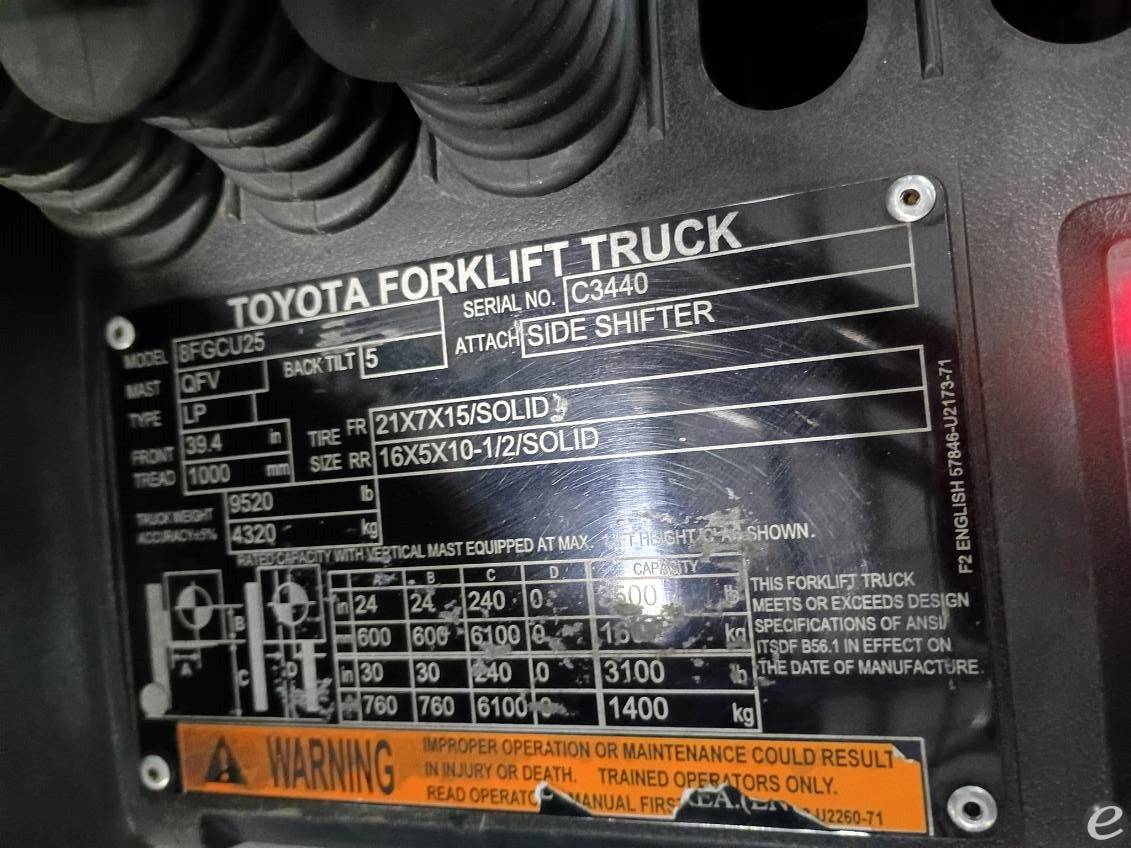 TOYOTA FORKLIFT TRUCK
MODEL 8FGCU25 SERIAL NO. C3440
MAST QFV BACK TILT 5 ATTACH SIDE SHIFTER
TYPE LP
FRONT TREAD 39.4 in TIRE SIZE FR 21X7X15/SOLID
1000 mm RR 16X5X10-1/2/SOLID
TRUCK WEIGHT 9520 lb
ACCURACY±5% 4320 kg
RATED CAPACITY WITH VERTICAL MAST EQUIPPED AT MAX. HEIGHT AS SHOWN.
A B C D CAPACITY
in 24 24 240 0 lb
mm 600 600 6100 0 kg
in 30 30 240 0 3100 lb
760 760 6100 1400 kg
A B C D
THIS FORKLIFT TRUCK
MEETS OR EXCEEDS DESIGN
SPECIFICATIONS OF ANSI/
ITSDF B56.1 IN EFFECT ON
THE DATE OF MANUFACTURE.
F2 ENGLISH 57846-U2173-71
WARNING
IMPROPER OPERATION OR MAINTENANCE COULD RESULT
IN INJURY OR DEATH. TRAINED OPERATORS ONLY.
READ MANUAL
U2260-71
e